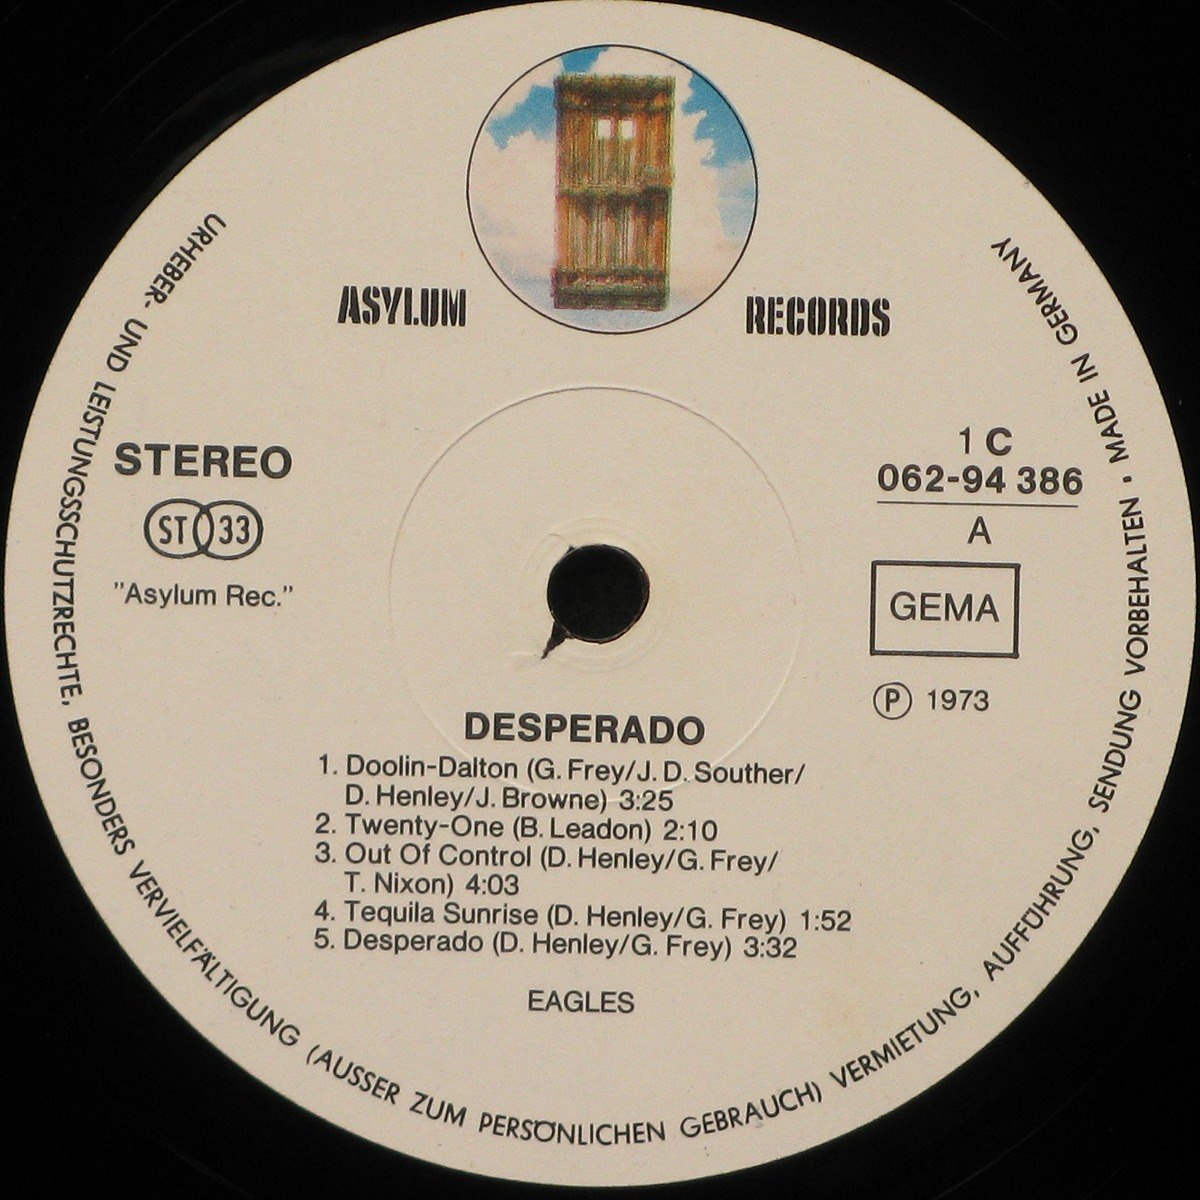 ASYLUM RECORDS
STEREO
ST 33
"Asylum Rec."
1 C
062-94 386
A
GEMA
Ⓟ 1973
DESPERADO
1. Doolin-Dalton (G. Frey/J. D. Souther/
D. Henley/J. Browne) 3:25
2. Twenty-One (B. Leadon) 2:10
3. Out Of Control (D. Henley/G. Frey/
T. Nixon) 4:03
4. Tequila Sunrise (D. Henley/G. Frey) 1:52
5. Desperado (D. Henley/G. Frey) 3:32
EAGLES
URHEBER- UND LEISTUNGSSCHUTZRECHTE, BESONDERS VERVIELFÄLTIGUNG (AUSSER ZUM PERSÖNLICHEN GEBRAUCH) VERMIETUNG, AUFFÜHRUNG, SENDUNG VORBEHALTEN · MADE IN GERMANY